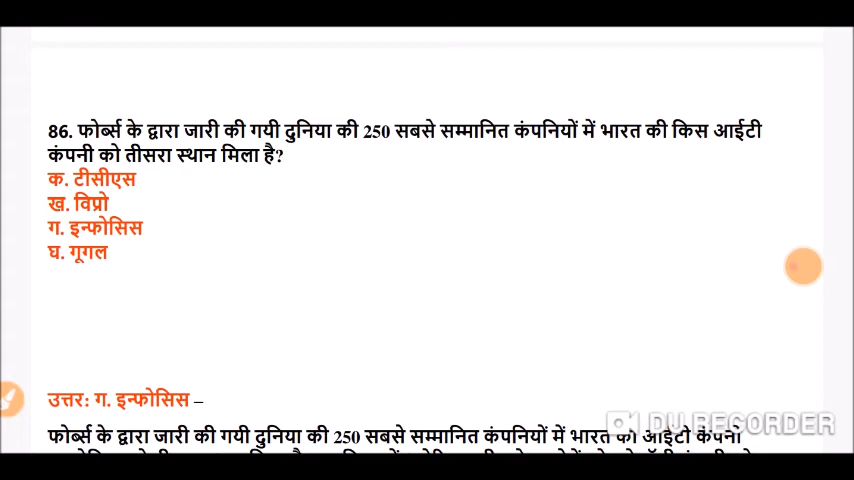 86. फोर्ब्स के द्वारा जारी की गयी दुनिया की 250 सबसे सम्मानित कंपनियों में भारत की किस आईटी
कंपनी को तीसरा स्थान मिला है?
क. टीसीएस
ख. विप्रो
ग. इन्फोसिस
घ. गूगल
उत्तर: ग. इन्फोसिस –
DU RECORDER
फोर्ब्स के द्वारा जारी की गयी दुनिया की 250 सबसे सम्मानित कंपनियों में भारत की आईटी कंपनी